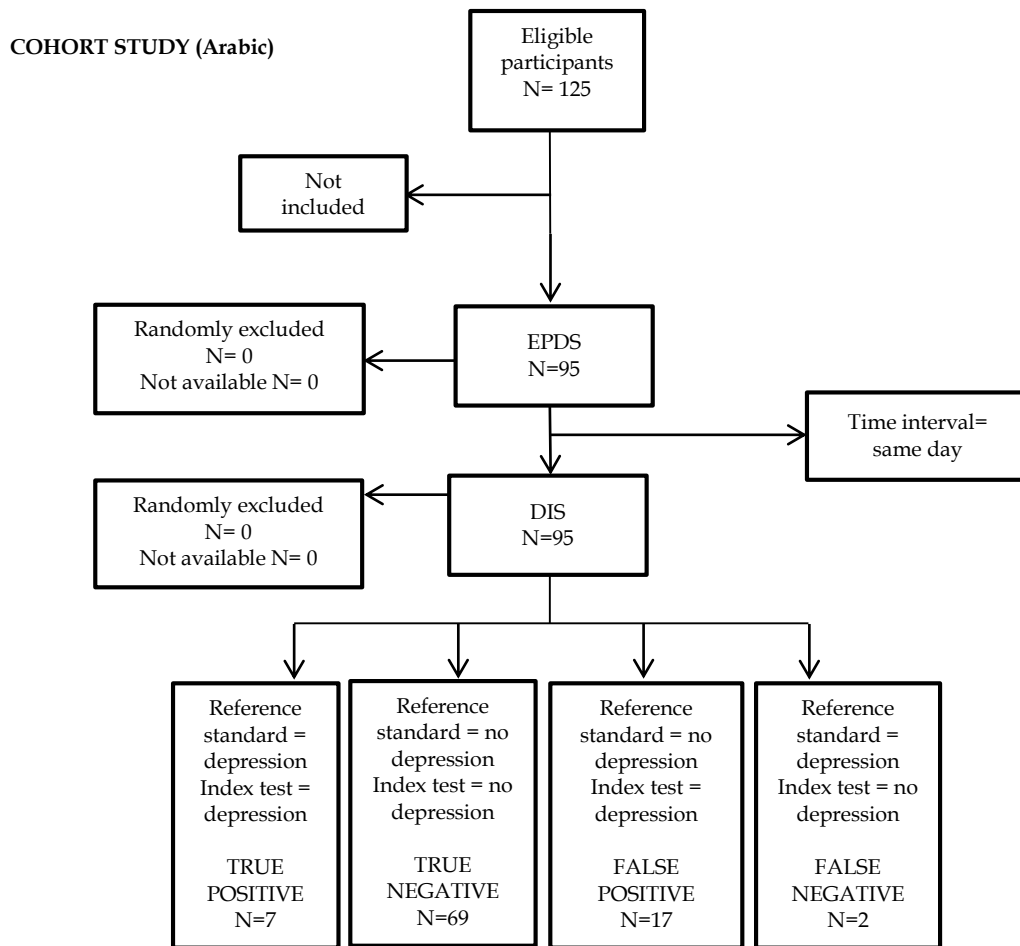 COHORT STUDY (Arabic)
Eligible
participants
N= 125
Not
included
Randomly excluded
N= 0
Not available N= 0
EPDS
N=95
Time interval=
same day
Randomly excluded
N= 0
Not available N= 0
DIS
N=95
Reference
standard =
depression
Index test =
depression
TRUE
POSITIVE
N=7
Reference
standard = no
depression
Index test = no
depression
TRUE
NEGATIVE
N=69
Reference
standard = no
depression
Index test =
depression
FALSE
POSITIVE
N=17
Reference
standard =
depression
Index test = no
depression
FALSE
NEGATIVE
N=2